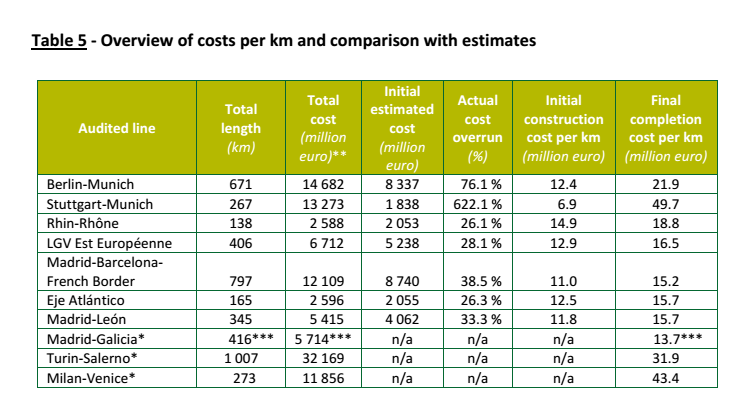 Table 5 - Overview of costs per km and comparison with estimates
Audited line | Total length (km) | Total cost (million euro)** | Initial estimated cost (million euro) | Actual cost overrun (%) | Initial construction cost per km (million euro) | Final completion cost per km (million euro)
Berlin-Munich 671 14 682 8 337 76.1 % 12.4 21.9
Stuttgart-Munich 267 13 273 1 838 622.1 % 6.9 49.7
Rhin-Rhône 138 2 588 2 053 26.1 % 14.9 18.8
LGV Est Européenne 406 6 712 5 238 28.1 % 12.9 16.5
Madrid-Barcelona-
French Border 797 12 109 8 740 38.5 % 11.0 15.2
Eje Atlántico 165 2 596 2 055 26.3 % 12.5 15.7
Madrid-León 345 5 415 4 062 33.3 % 11.8 15.7
Madrid-Galicia* 416*** 5 714*** n/a n/a n/a 13.7***
Turin-Salerno* 1 007 32 169 n/a n/a n/a 31.9
Milan-Venice* 273 11 856 n/a n/a n/a 43.4